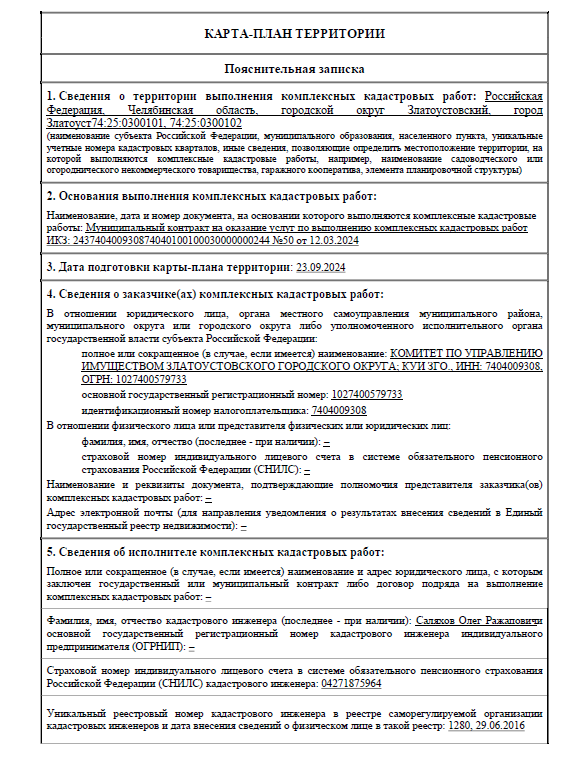 КАРТА-ПЛАН ТЕРРИТОРИИ
Пояснительная записка
1. Сведения о территории выполнения комплексных кадастровых работ: Российская
Федерация, Челябинская область, городской округ Златоустовский, город
Златоуст74:25:0300101, 74:25:0300102
(наименование субъекта Российской Федерации, муниципального образования, населенного пункта, уникальные
учетные номера кадастровых кварталов, иные сведения, позволяющие определить местоположение территории, на
которой выполняются комплексные кадастровые работы, например, наименование садоводческого или
огороднического некоммерческого товарищества, гаражного кооператива, элемента планировочной структуры)
2. Основания выполнения комплексных кадастровых работ:
Наименование, дата и номер документа, на основании которого выполняются комплексные кадастровые
работы: Муниципальный контракт на оказание услуг по выполнению комплексных кадастровых работ
ИКЗ: 243740400930874040100100030000000244 №50 от 12.03.2024
3. Дата подготовки карты-плана территории: 23.09.2024
4. Сведения о заказчике(ах) комплексных кадастровых работ:
В отношении юридического лица, органа местного самоуправления муниципального района,
муниципального округа или городского округа либо уполномоченного исполнительного органа
государственной власти субъекта Российской Федерации:
полное или сокращенное (в случае, если имеется) наименование: КОМИТЕТ ПО УПРАВЛЕНИЮ
ИМУЩЕСТВОМ ЗЛАТОУСТОВСКОГО ГОРОДСКОГО ОКРУГА; КУИ ЗГО., ИНН: 7404009308,
ОГРН: 1027400579733
основной государственный регистрационный номер: 1027400579733
идентификационный номер налогоплательщика: 7404009308
В отношении физического лица или представителя физических или юридических лиц:
фамилия, имя, отчество (последнее - при наличии): –
страховой номер индивидуального лицевого счета в системе обязательного пенсионного
страхования Российской Федерации (СНИЛС): –
Наименование и реквизиты документа, подтверждающие полномочия представителя заказчика(ов)
комплексных кадастровых работ: –
Адрес электронной почты (для направления уведомления о результатах внесения сведений в Единый
государственный реестр недвижимости): –
5. Сведения об исполнителе комплексных кадастровых работ:
Полное или сокращенное (в случае, если имеется) наименование и адрес юридического лица, с которым
заключен государственный или муниципальный контракт либо договор подряда на выполнение
комплексных кадастровых работ: –
Фамилия, имя, отчество кадастрового инженера (последнее - при наличии): Саляхов Олег Ражаповичи
основной государственный регистрационный номер кадастрового инженера индивидуального
предпринимателя (ОГРНИП): –
Страховой номер индивидуального лицевого счета в системе обязательного пенсионного страхования
Российской Федерации (СНИЛС) кадастрового инженера: 04271875964
Уникальный реестровый номер кадастрового инженера в реестре саморегулируемой организации
кадастровых инженеров и дата внесения сведений о физическом лице в такой реестр: 1280, 29.06.2016